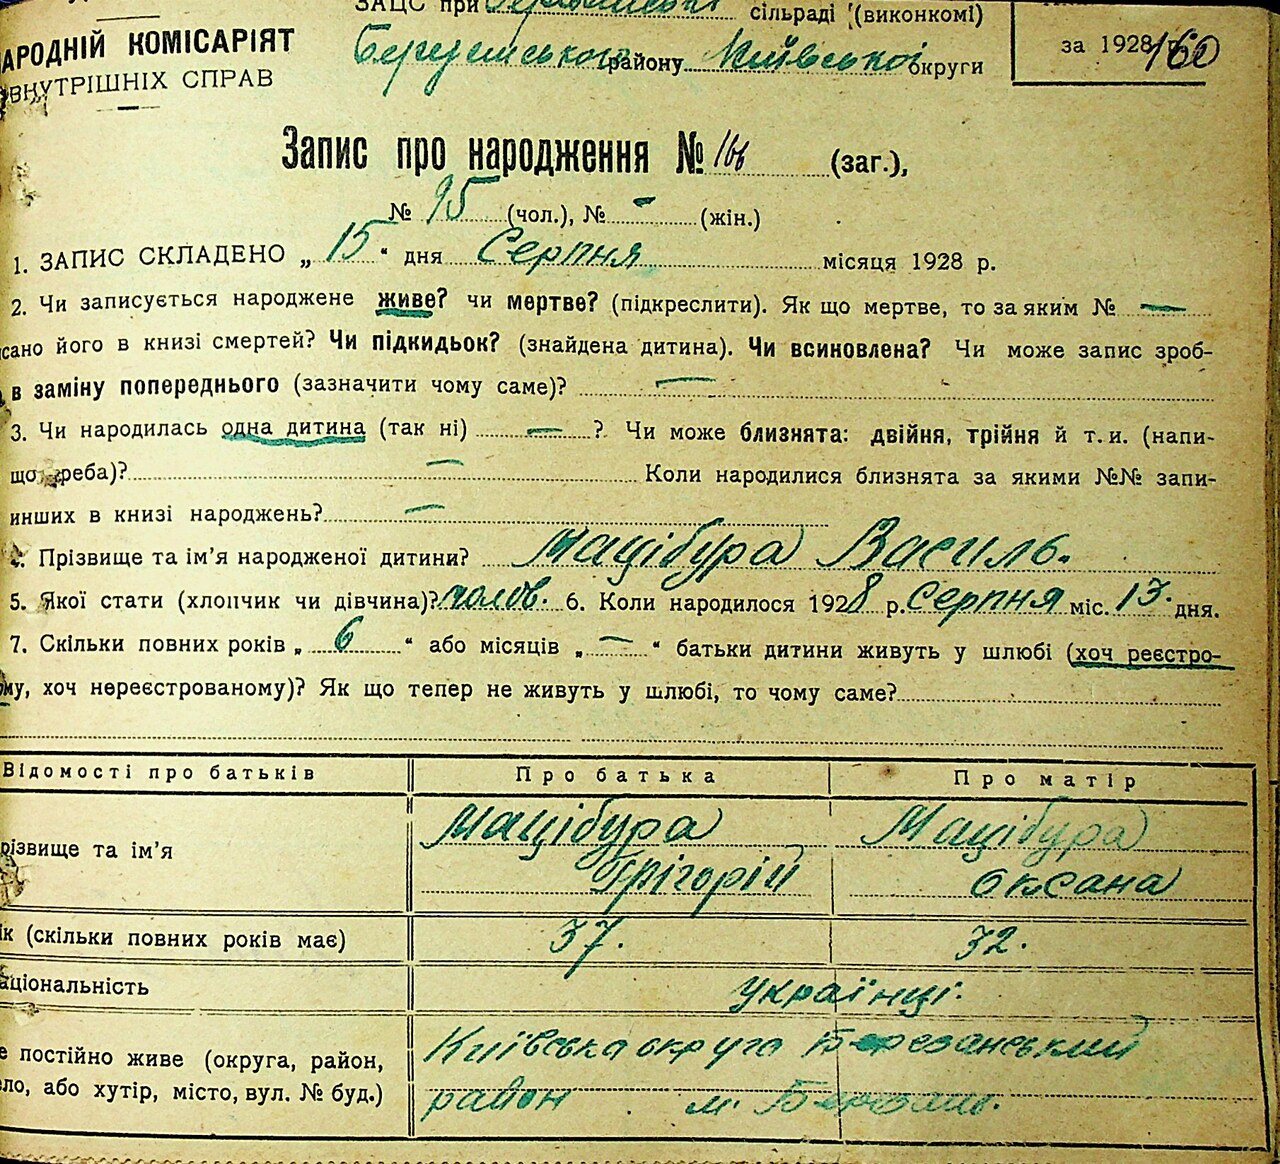 ЗАЦС при сільраді (виконкомі)
АРОДНІЙ КОМІСАРІЯТ
району Київської округи
за 1928 160
ВНУТРІШНІХ СПРАВ
Запис про народження № 166 (заг.),
№ 95 (чол.), № - (жін.)
1. ЗАПИС СКЛАДЕНО „ 15 “ дня Серпня місяця 1928 р.
2. Чи записується народжене живе? чи мертве? (підкреслити). Як що мертве, то за яким № —
сано його в книзі смертей? Чи підкидьок? (знайдена дитина). Чи всиновлена? Чи може запис зроб-
в заміну попереднього (зазначити чому саме)? —
3. Чи народилась одна дитина (так ні) — ? Чи може близнята: двійня, трійня й т. и. (напи-
що треба)? — Коли народилися близнята за якими №№ запи-
инших в книзі народжень? —
4. Прізвище та ім’я народженої дитини? Мацібура Василь.
5. Якої стати (хлопчик чи дівчина)? чолов. 6. Коли народилося 1928 р. Серпня міс. 13. дня.
7. Скільки повних років „ 6 “ або місяців „ — “ батьки дитини живуть у шлюбі (хоч реєстро-
му, хоч нереєстрованому)? Як що тепер не живуть у шлюбі, то чому саме?
Відомості про батьків Про батька Про матір
різвище та ім’я Мацібура Мацібура
Грігорій Оксана
ік (скільки повних років має) 37. 32.
аціональність українці.
е постійно живе (округа, район, Київська округа Березанський
ло, або хутір, місто, вул. № буд.) район м. Березань.